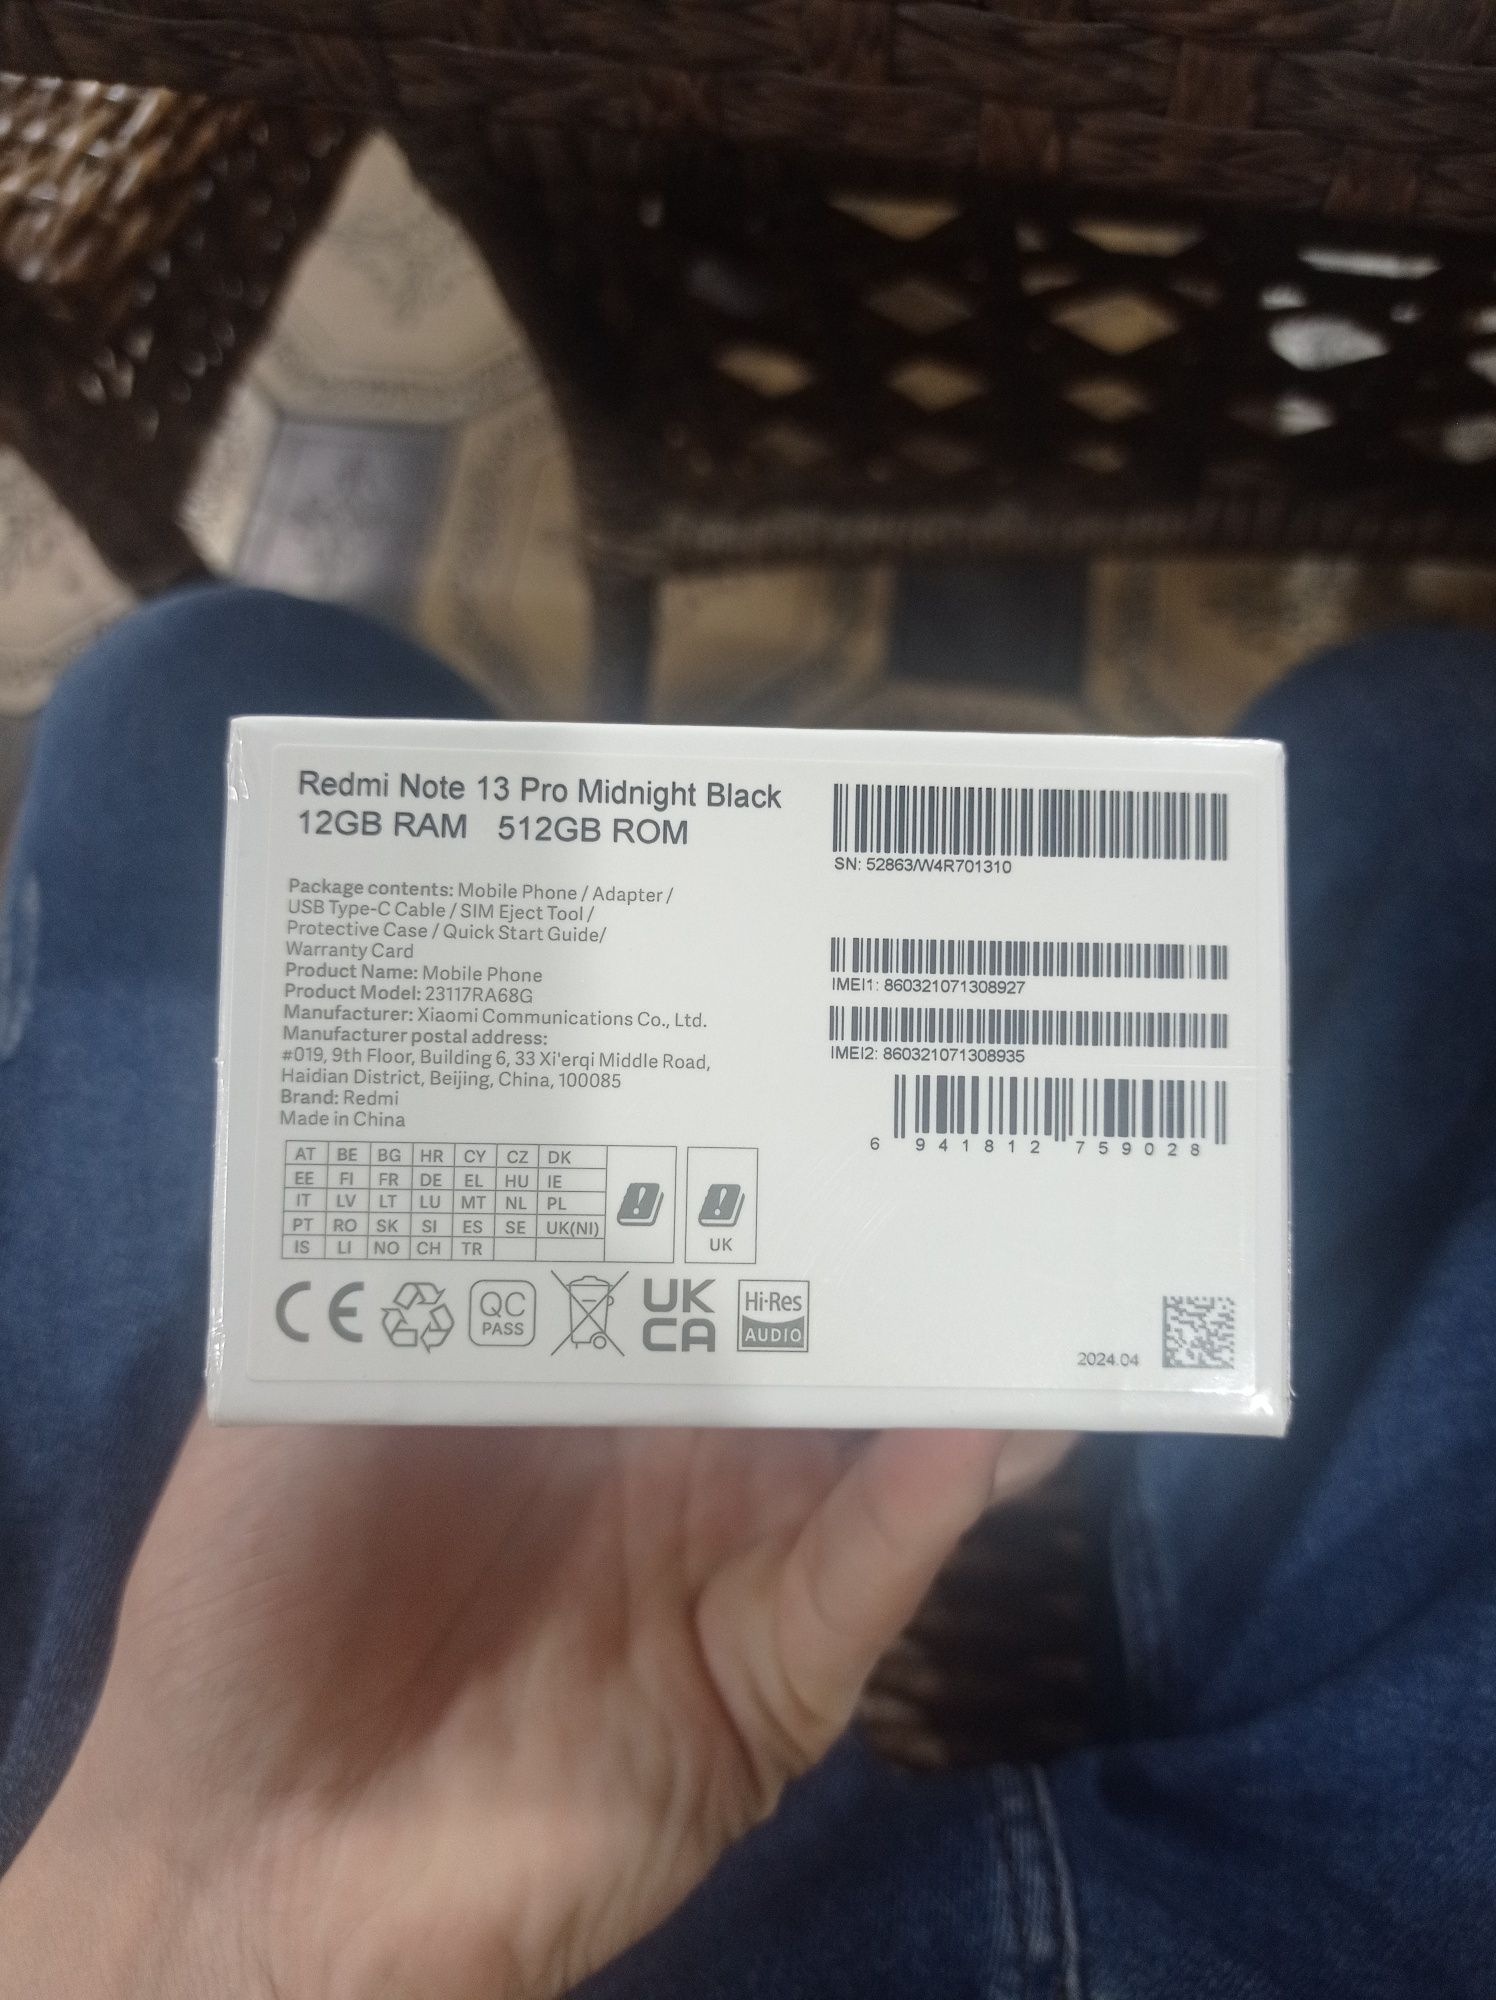 Redmi Note 13 Pro Midnight Black
12GB RAM 512GB ROM
Package contents: Mobile Phone / Adapter /
USB Type-C Cable / SIM Eject Tool /
Protective Case / Quick Start Guide/
Warranty Card
Product Name: Mobile Phone
Product Model: 23117RA68G
Manufacturer: Xiaomi Communications Co., Ltd.
Manufacturer postal address:
#019, 9th Floor, Building 6, 33 Xi'erqi Middle Road,
Haidian District, Beijing, China, 100085
Brand: Redmi
Made in China
AT BE BG HR CY CZ DK
EE FI FR DE EL HU IE
IT LV LT LU MT NL PL
PT RO SK SI ES SE UK(NI)
IS LI NO CH TR
UK
CE
QC
PASS
UK
CA
Hi-Res
AUDIO
SN: 52863/W4R701310
IMEI1: 860321071308927
IMEI2: 860321071308935
6 941812 759028
2024.04